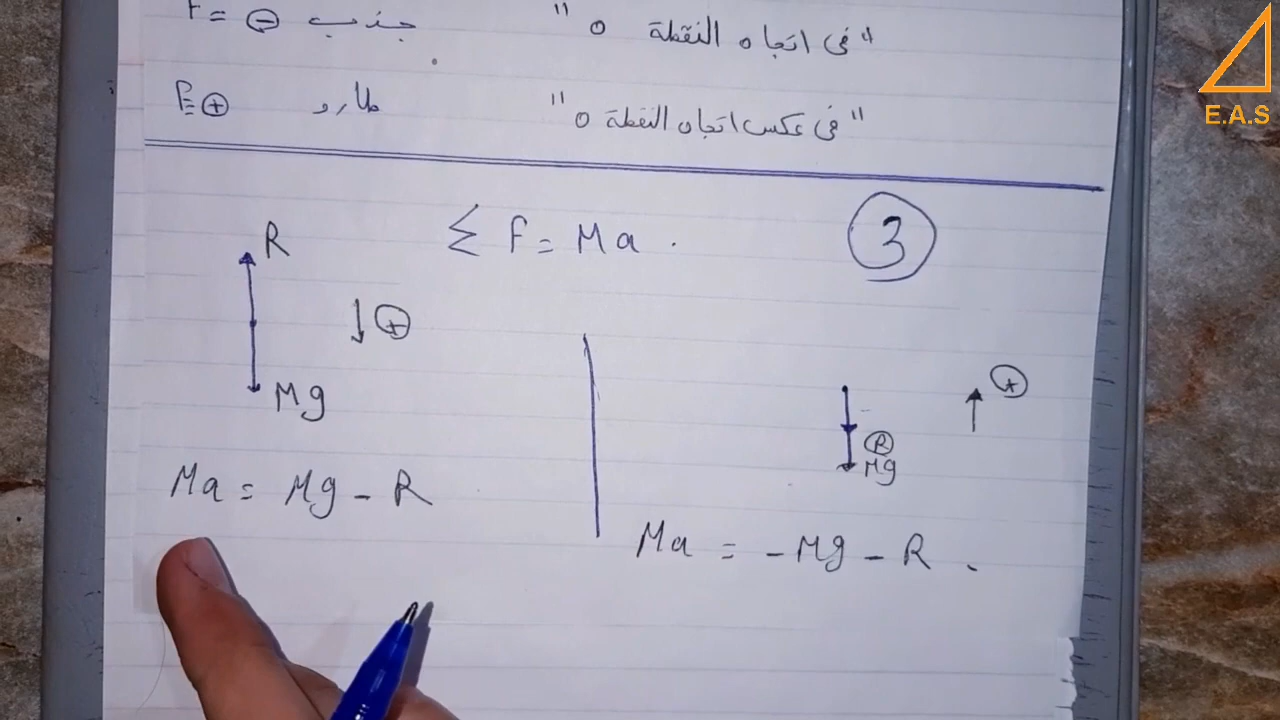 F = ⊖ جذب " في اتجاه النقطة o "
F = ⊕ طارد " في عكس اتجاه النقطة o "
E.A.S
Σ F = Ma .
3
R
↓ ⊕
Mg
Ma = Mg - R
↑ ⊕
R
Mg
Ma = - Mg - R .